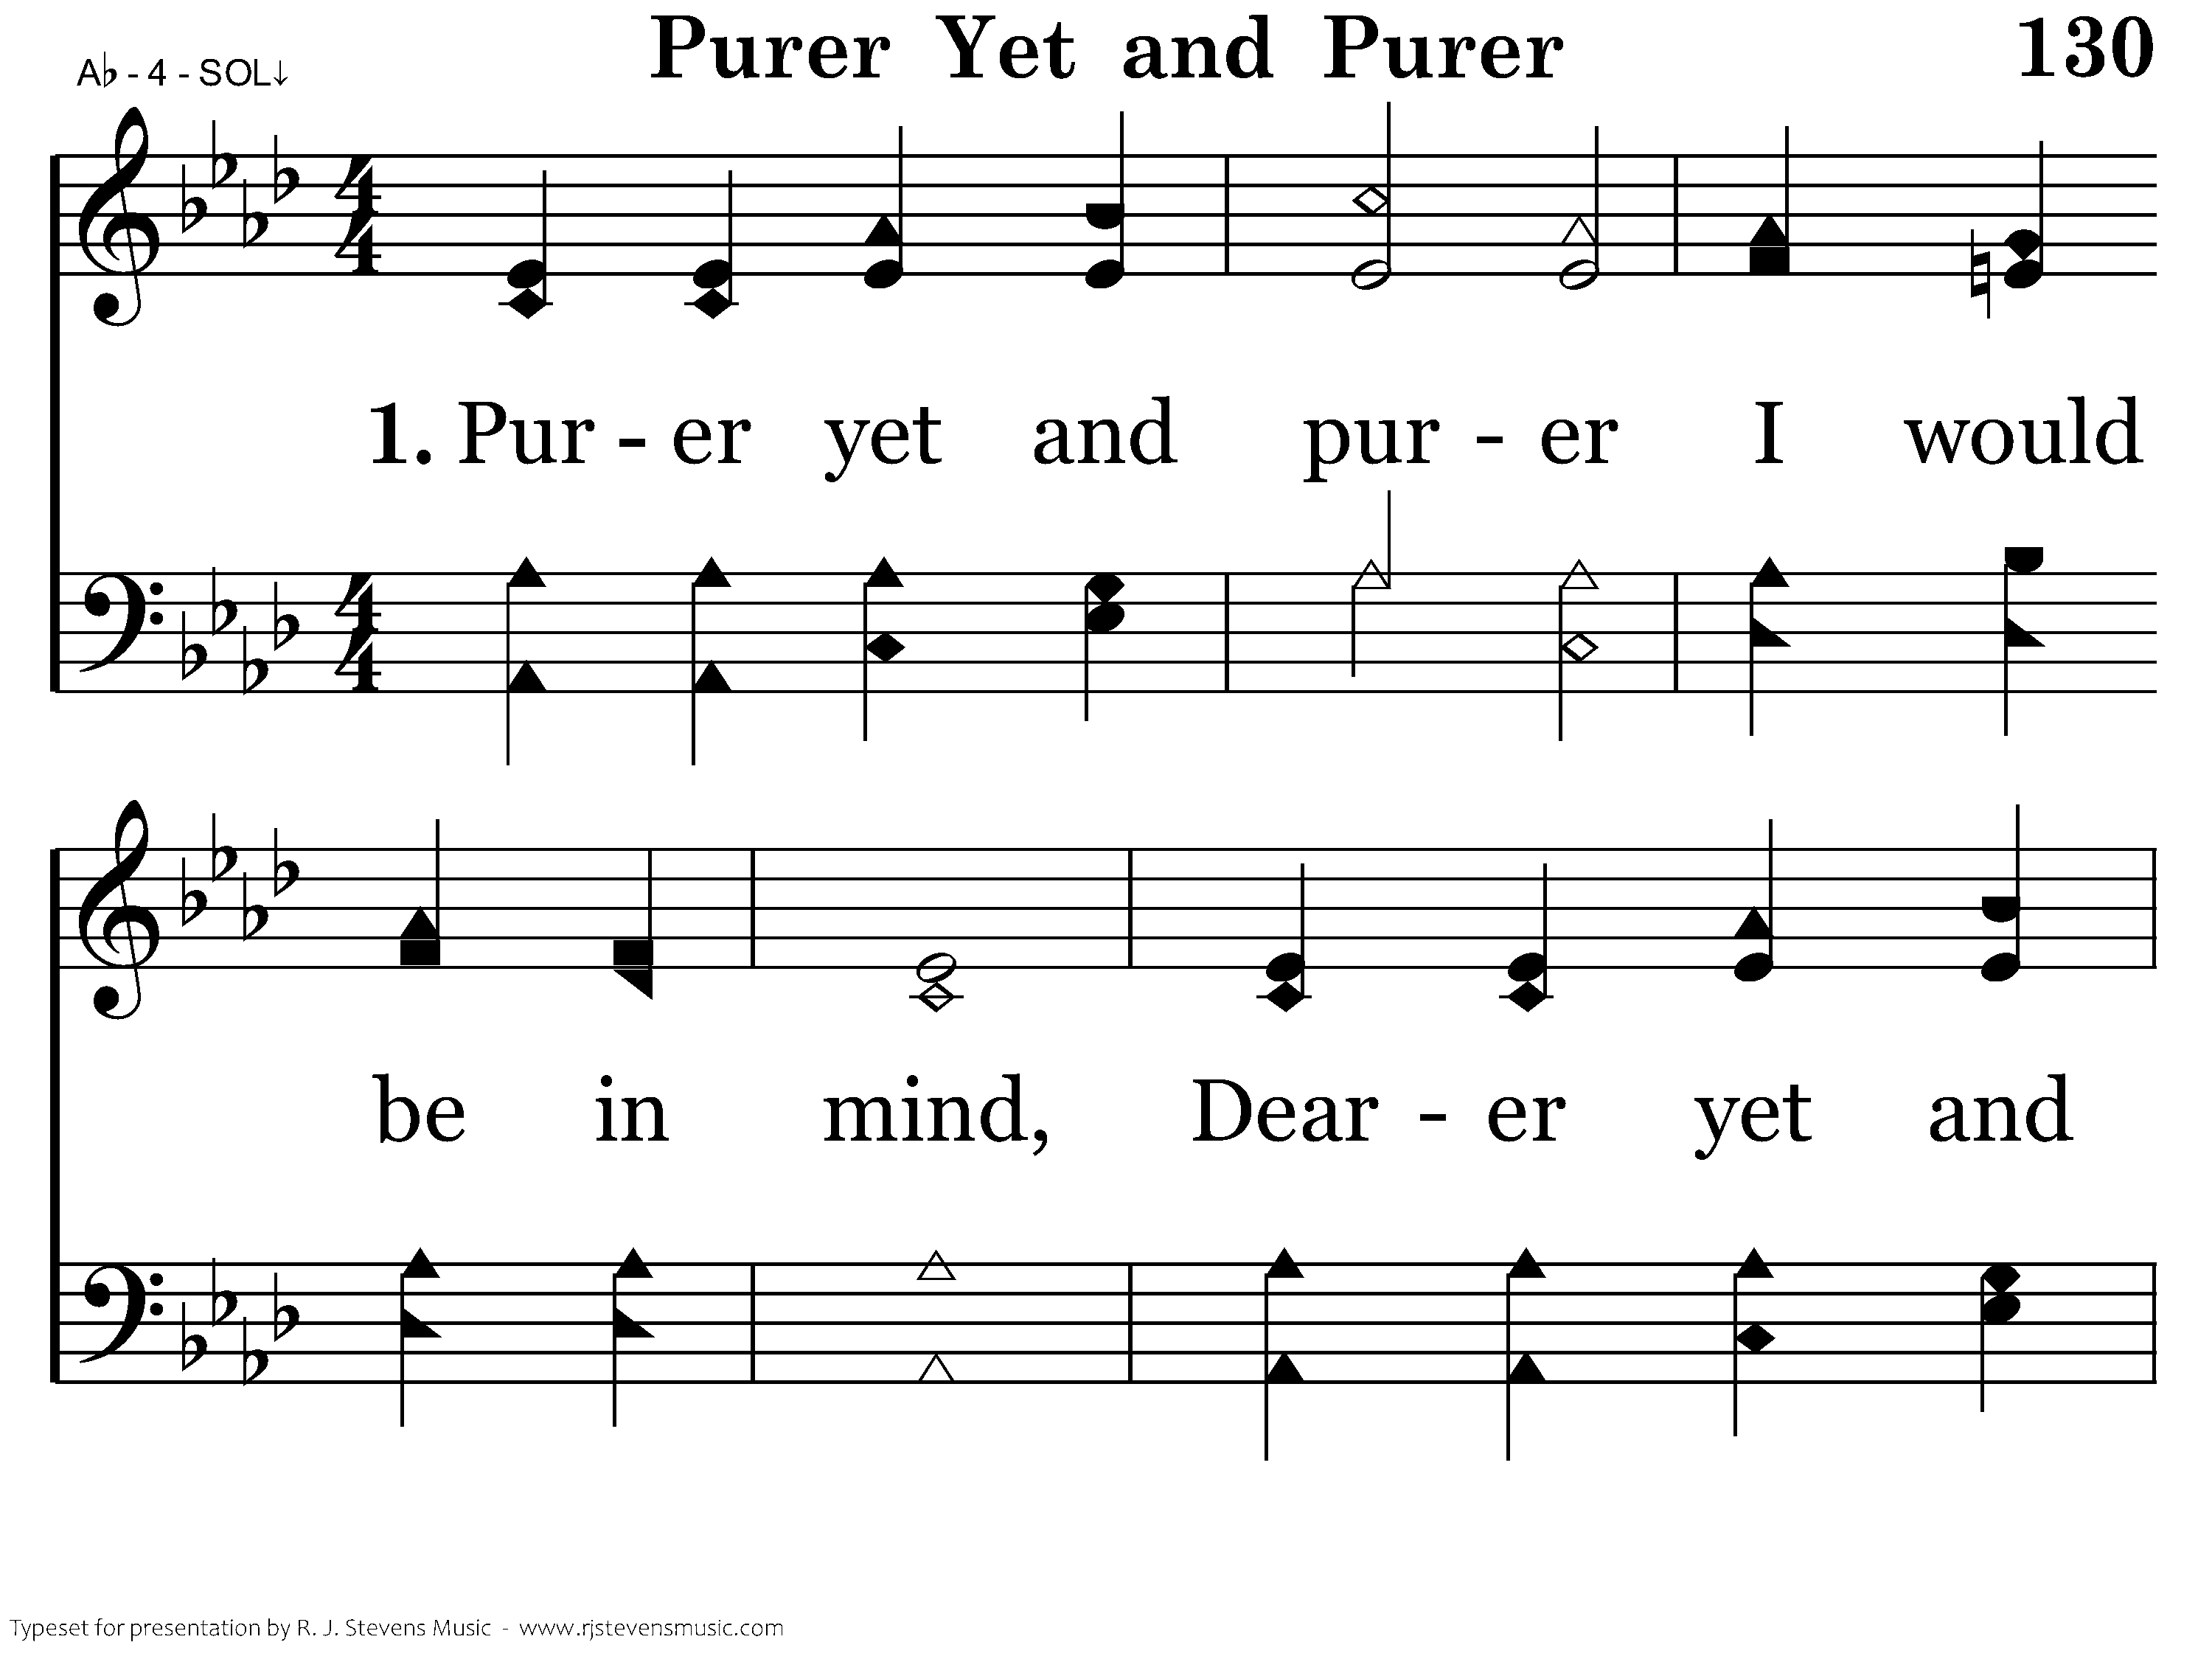 Purer Yet and Purer 130
A♭ - 4 - SOL↓
1. Pur - er yet and pur - er I would
be in mind, Dear - er yet and
Typeset for presentation by R. J. Stevens Music - www.rjstevensmusic.com